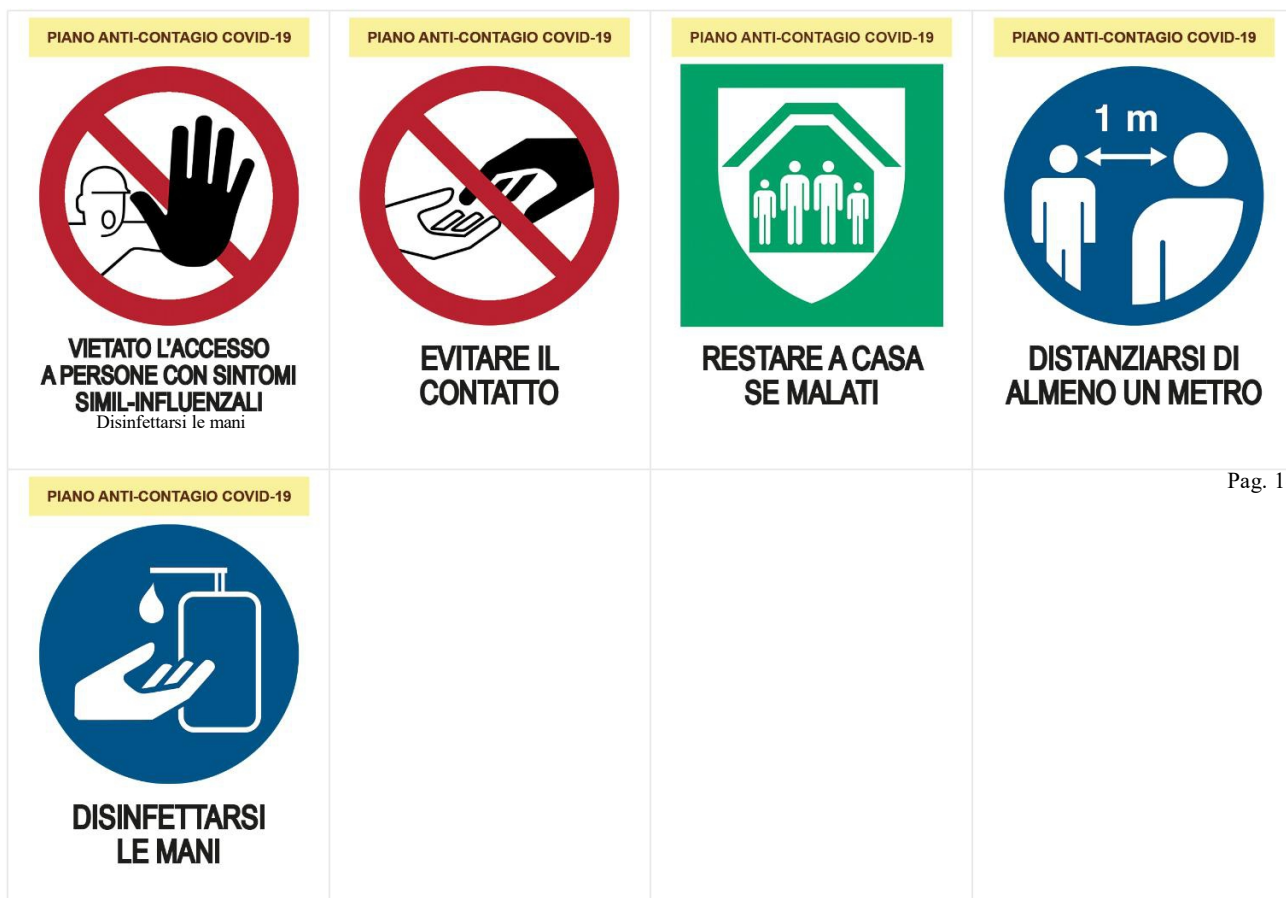 PIANO ANTI-CONTAGIO COVID-19
VIETATO L'ACCESSO
A PERSONE CON SINTOMI
SIMIL-INFLUENZALI
Disinfettarsi le mani
PIANO ANTI-CONTAGIO COVID-19
EVITARE IL
CONTATTO
PIANO ANTI-CONTAGIO COVID-19
RESTARE A CASA
SE MALATI
PIANO ANTI-CONTAGIO COVID-19
1 m
DISTANZIARSI DI
ALMENO UN METRO
Pag. 1
PIANO ANTI-CONTAGIO COVID-19
DISINFETTARSI
LE MANI